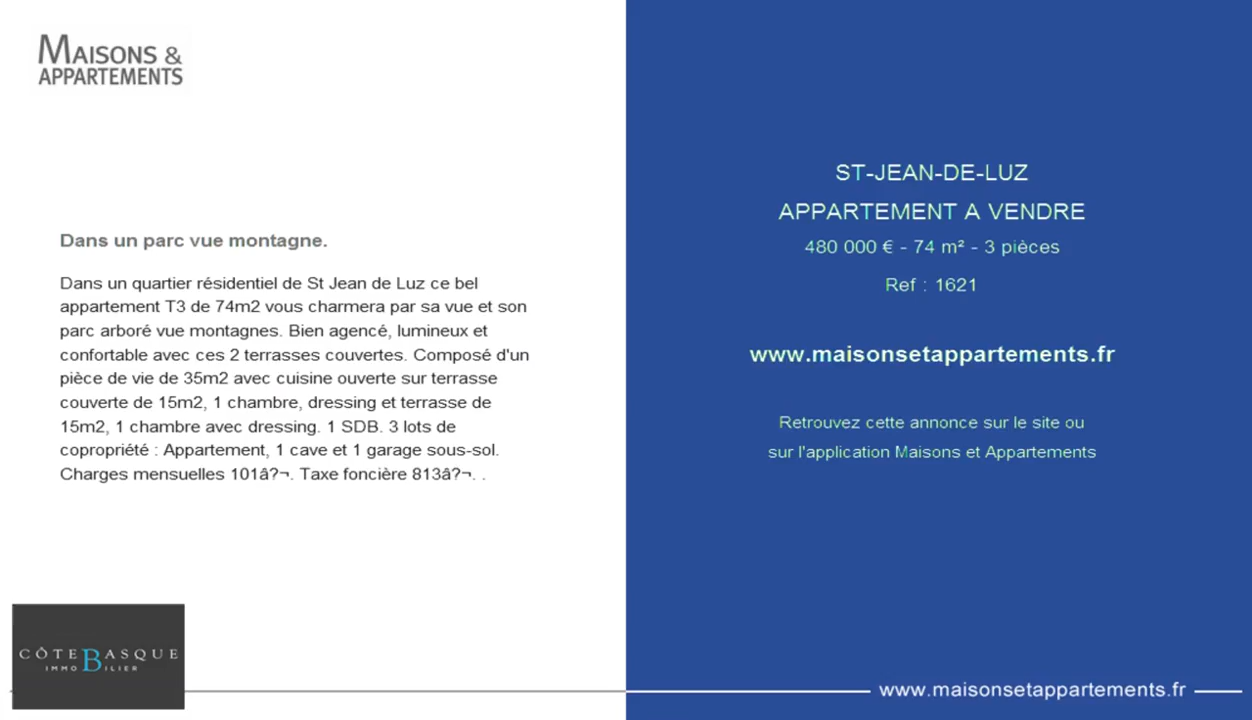 MAISONS &
APPARTEMENTS
Dans un parc vue montagne.
Dans un quartier résidentiel de St Jean de Luz ce bel
appartement T3 de 74m2 vous charmera par sa vue et son
parc arboré vue montagnes. Bien agencé, lumineux et
confortable avec ces 2 terrasses couvertes. Composé d'un
pièce de vie de 35m2 avec cuisine ouverte sur terrasse
couverte de 15m2, 1 chambre, dressing et terrasse de
15m2, 1 chambre avec dressing. 1 SDB. 3 lots de
copropriété : Appartement, 1 cave et 1 garage sous-sol.
Charges mensuelles 101â?¬. Taxe foncière 813â?¬. .
CÔTE BASQUE
IMMOBILIER
ST-JEAN-DE-LUZ
APPARTEMENT A VENDRE
480 000 € - 74 m² - 3 pièces
Ref : 1621
www.maisonsetappartements.fr
Retrouvez cette annonce sur le site ou
sur l'application Maisons et Appartements
www.maisonsetappartements.fr